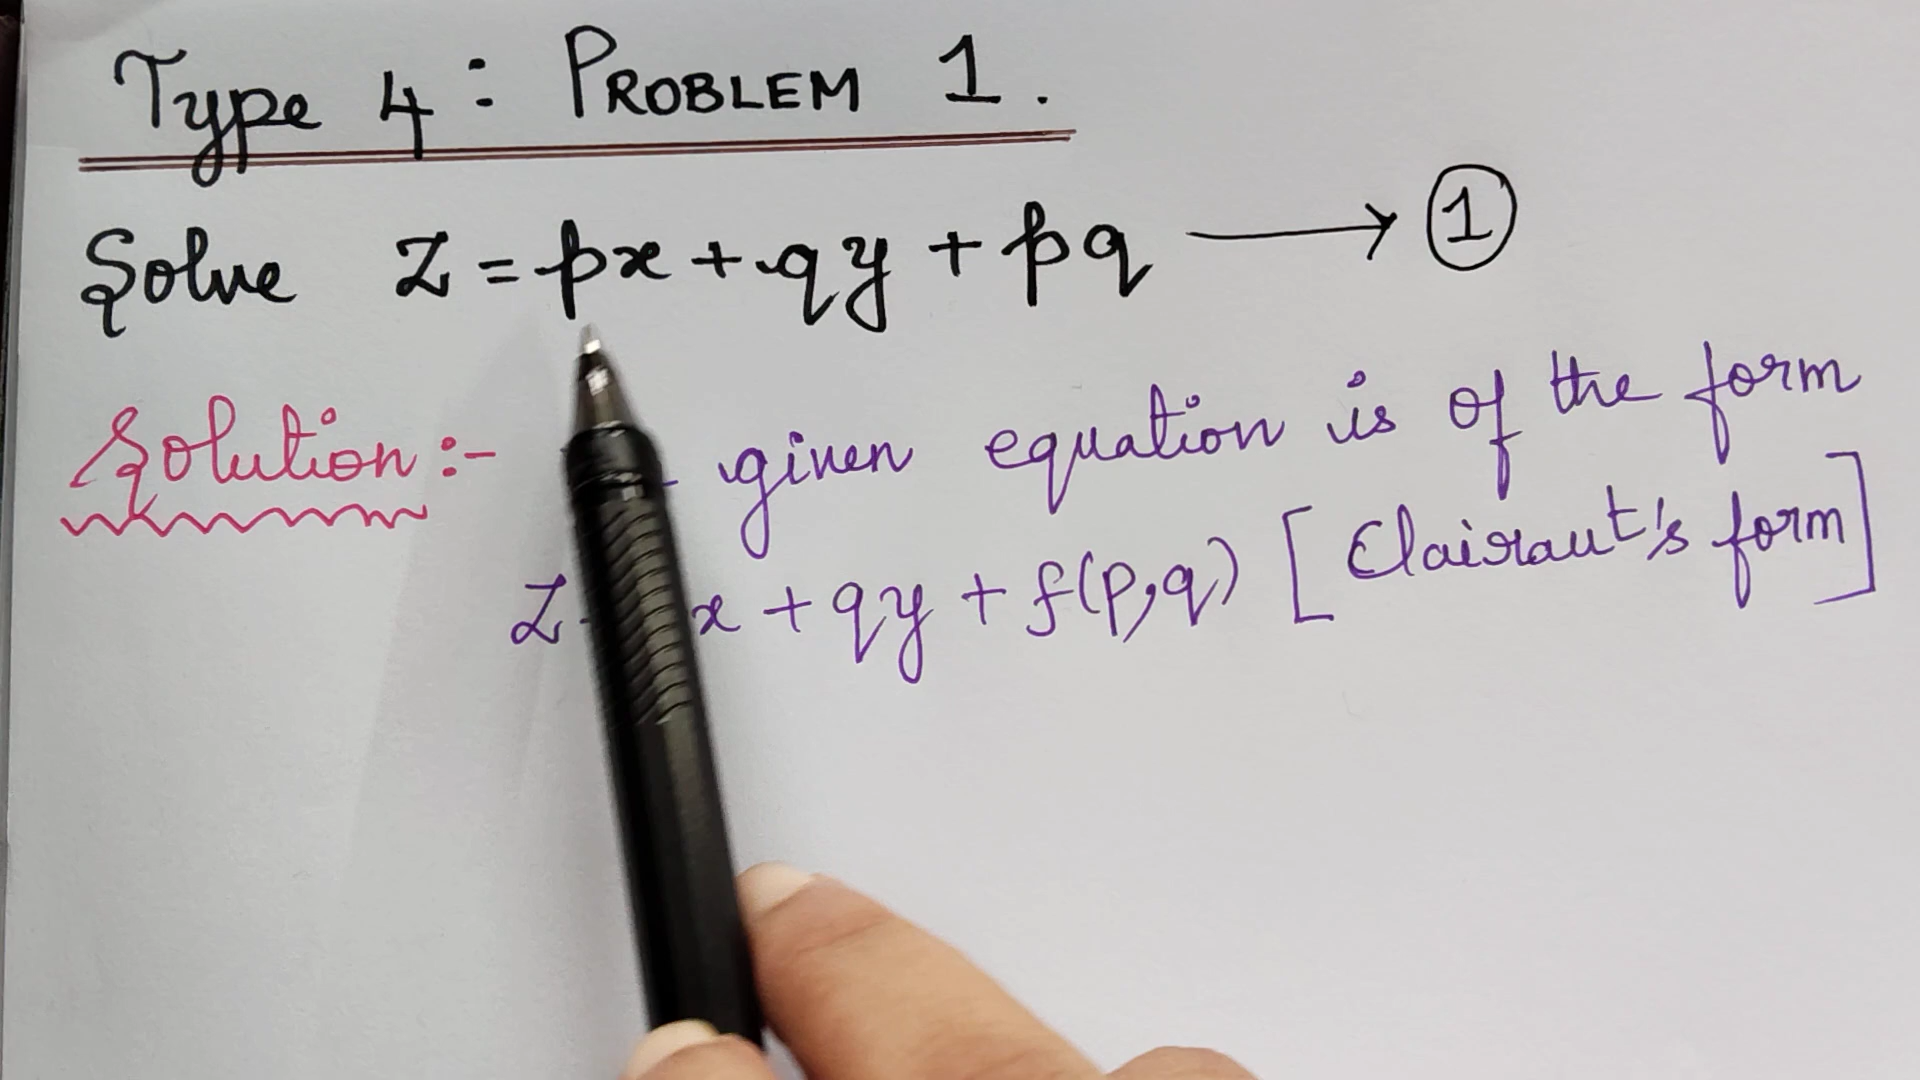 Type 4 : PROBLEM 1.
Solve Z = px + qy + pq → 1
Solution :- given equation is of the form
Z x + qy + f(p,q) [Clairaut's form]